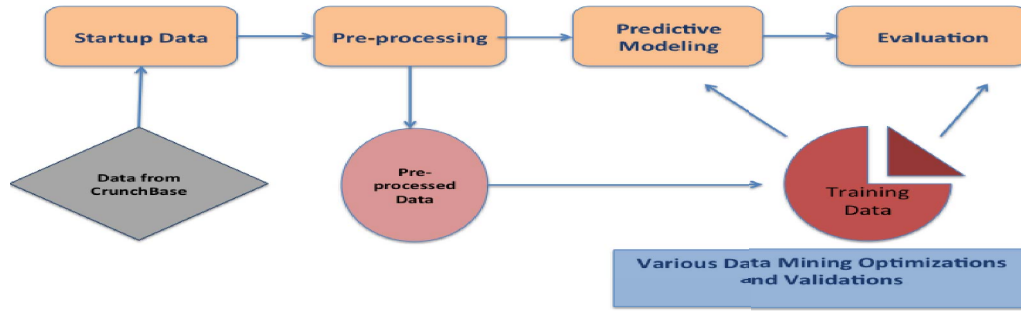 Startup Data
Pre-processing
Predictive
Modeling
Evaluation
Data from
CrunchBase
Pre-
processed
Data
Training
Data
Various Data Mining Optimizations
and Validations